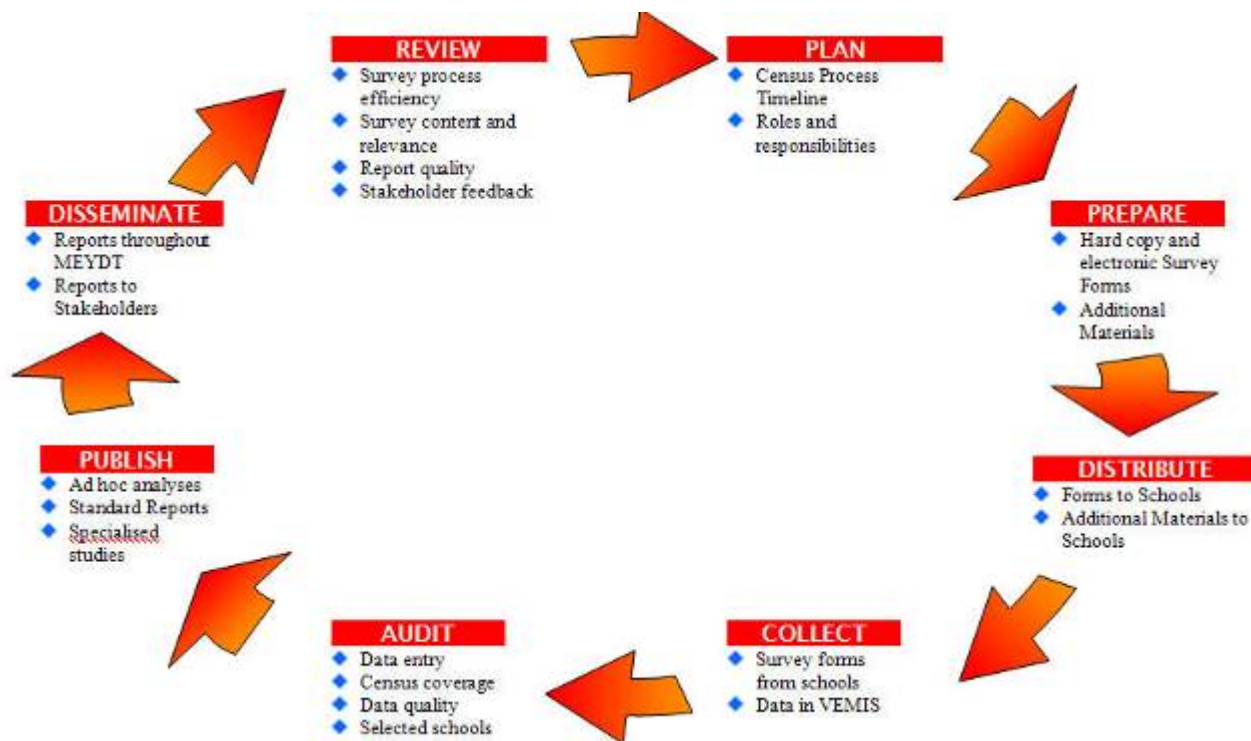 REVIEW
Survey process
efficiency
Survey content and
relevance
Report quality
Stakeholder feedback
PLAN
Census Process
Timeline
Roles and
responsibilities
PREPARE
Hard copy and
electronic Survey
Forms
Additional
Materials
DISTRIBUTE
Forms to Schools
Additional Materials to
Schools
COLLECT
Survey forms
from schools
Data in VEMIS
AUDIT
Data entry
Census coverage
Data quality
Selected schools
PUBLISH
Ad hoc analyses
Standard Reports
Specialised
studies
DISSEMINATE
Reports throughout
MEYDT
Reports to
Stakeholders